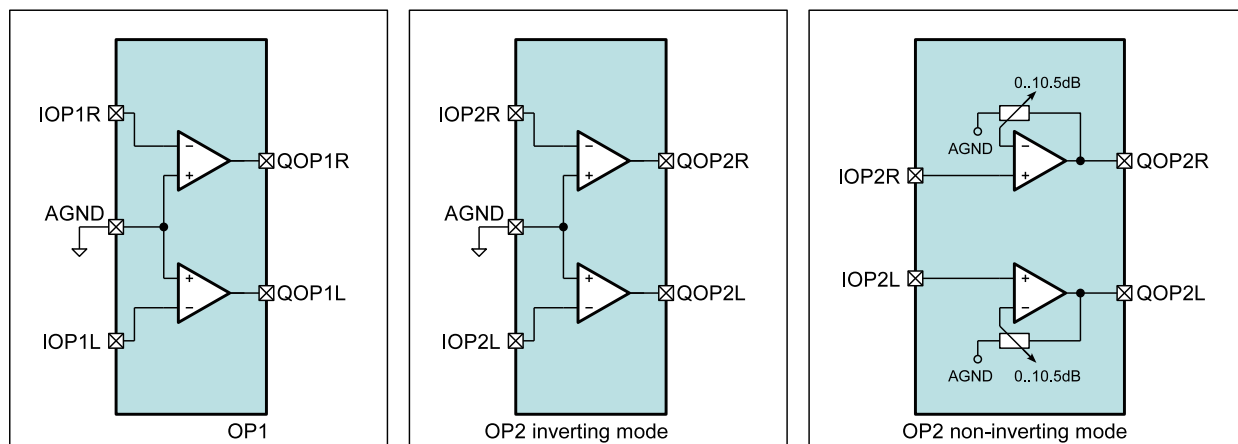 IOP1R
- 
+
QOP1R
AGND
+
-
QOP1L
IOP1L
OP1
IOP2R
-
+
QOP2R
AGND
+
-
QOP2L
IOP2L
OP2 inverting mode
0..10.5dB
AGND
-
+
QOP2R
IOP2R
IOP2L
+
-
QOP2L
AGND
0..10.5dB
OP2 non-inverting mode